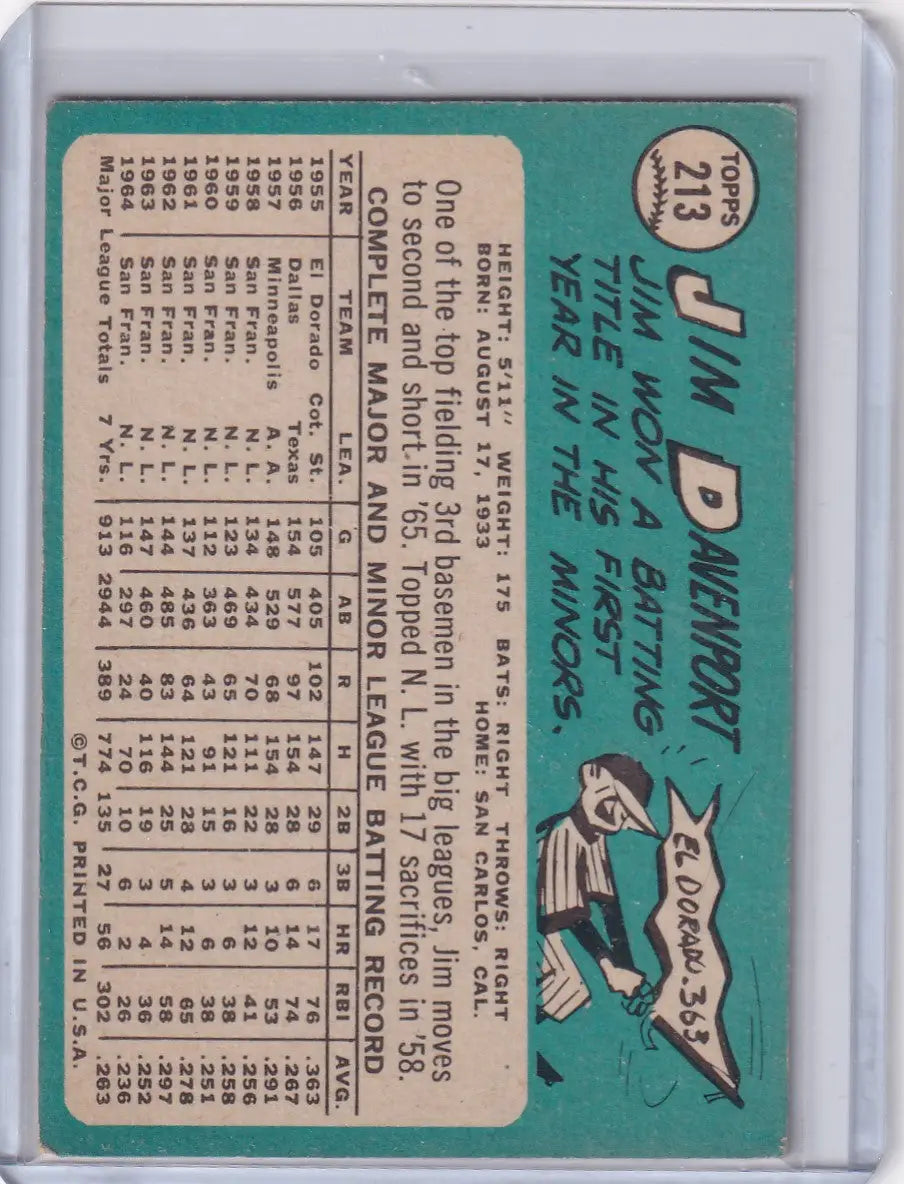 TOPPS
213
JIM DAVENPORT
JIM WON A BATTING
TITLE IN HIS FIRST
YEAR IN THE MINORS.
EL DORADO .363
HEIGHT: 5'11" WEIGHT: 175 BATS: RIGHT THROWS: RIGHT
BORN: AUGUST 17, 1933 HOME: SAN CARLOS, CAL.
One of the top fielding 3rd basemen in the big leagues, Jim moves
to second and short in '65. Topped N. L. with 17 sacrifices in '58.
COMPLETE MAJOR AND MINOR LEAGUE BATTING RECORD
YEAR TEAM LEA. G AB R H 2B 3B HR RBI AVG.
1955 El Dorado Cot. St. 105 405 102 147 29 6 17 76 .363
1956 Dallas Texas 154 577 97 154 28 6 14 74 .267
1957 Minneapolis A. A. 148 529 68 154 28 3 10 53 .291
1958 San Fran. N. L. 134 434 70 111 22 3 12 41 .256
1959 San Fran. N. L. 123 469 65 121 16 3 6 38 .258
1960 San Fran. N. L. 112 363 43 91 15 3 6 38 .251
1961 San Fran. N. L. 137 436 64 121 28 4 12 65 .278
1962 San Fran. N. L. 144 485 83 144 25 5 14 58 .297
1963 San Fran. N. L. 147 460 40 116 19 3 4 36 .252
1964 San Fran. N. L. 116 297 24 70 10 6 2 26 .236
Major League Totals 7 Yrs. 913 2944 389 774 135 27 56 302 .263
©T.C.G. PRINTED IN U.S.A.